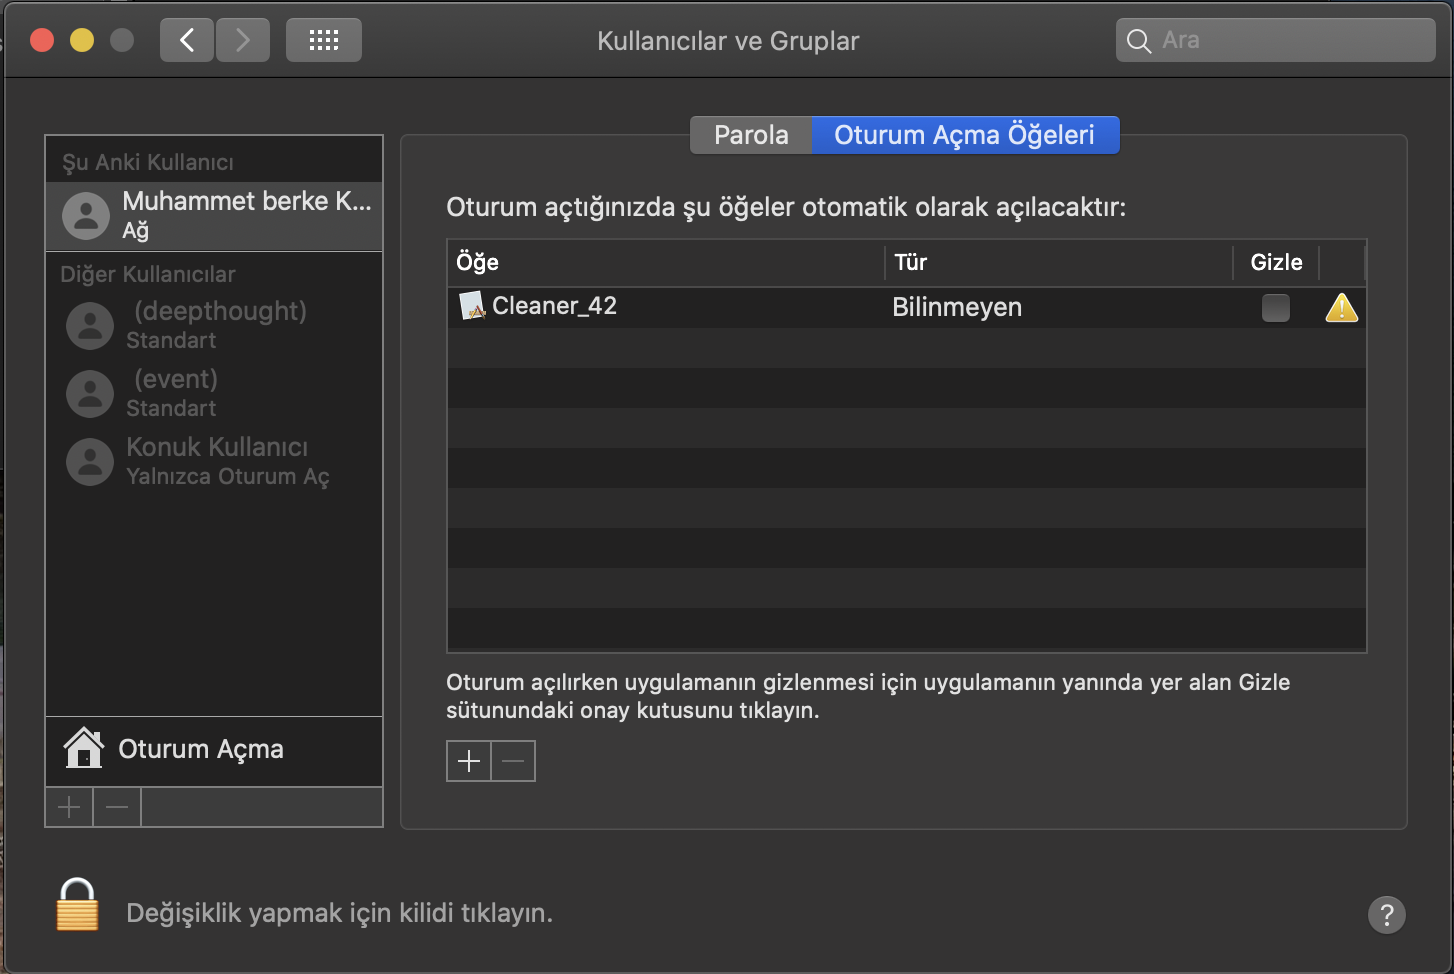 Kullanıcılar ve Gruplar
Ara
Şu Anki Kullanıcı
Muhammet berke K...
Ağ
Diğer Kullanıcılar
(deepthought)
Standart
(event)
Standart
Konuk Kullanıcı
Yalnızca Oturum Aç
Oturum Açma
Parola
Oturum Açma Öğeleri
Oturum açtığınızda şu öğeler otomatik olarak açılacaktır:
Öğe Tür Gizle
Cleaner_42 Bilinmeyen
Oturum açılırken uygulamanın gizlenmesi için uygulamanın yanında yer alan Gizle
sütunundaki onay kutusunu tıklayın.
Değişiklik yapmak için kilidi tıklayın.
?